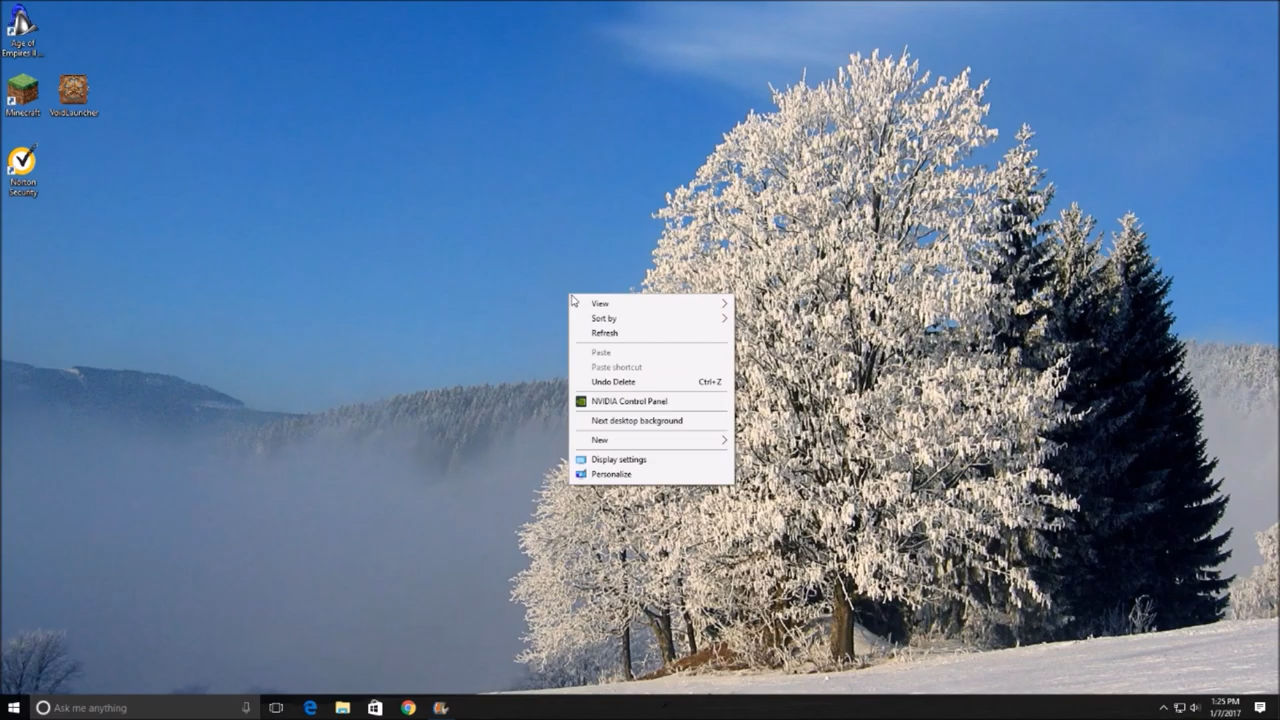 Age of
Empires II ...
Minecraft
VoidLauncher
Norton
Security
View
Sort by
Refresh
Paste
Paste shortcut
Undo Delete Ctrl+Z
NVIDIA Control Panel
Next desktop background
New
Display settings
Personalize
Ask me anything
1:25 PM
1/7/2017